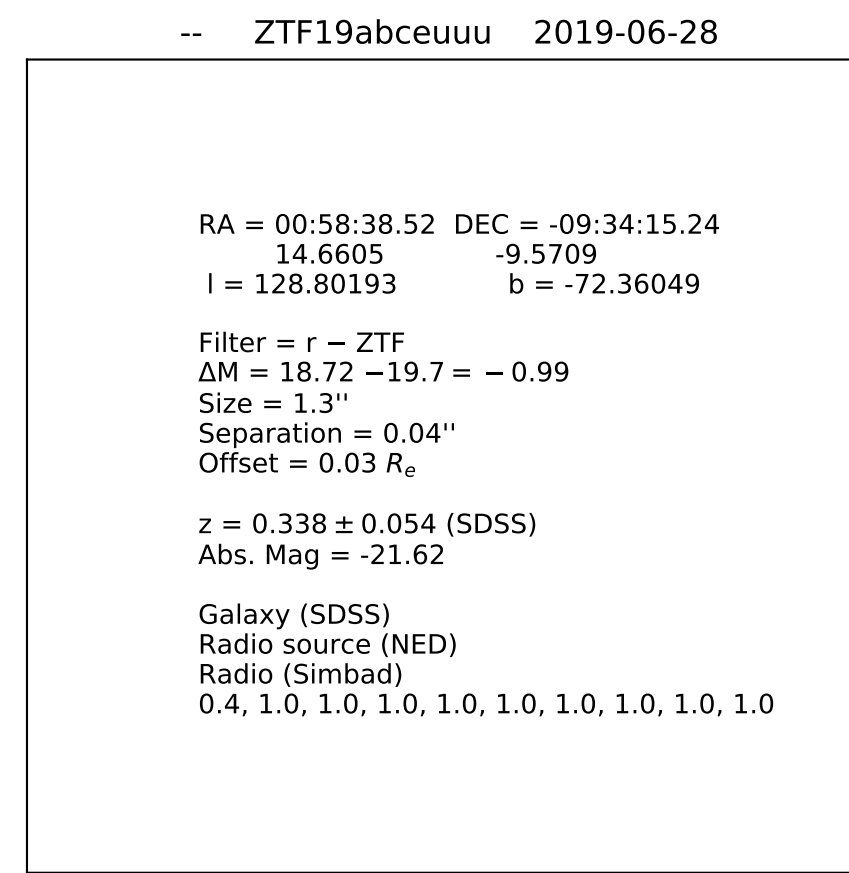 -- ZTF19abceuuu 2019-06-28
RA = 00:58:38.52 DEC = -09:34:15.24
14.6605 -9.5709
l = 128.80193 b = -72.36049
Filter = r − ZTF
ΔM = 18.72 −19.7 = − 0.99
Size = 1.3''
Separation = 0.04''
Offset = 0.03 Re
z = 0.338 ± 0.054 (SDSS)
Abs. Mag = -21.62
Galaxy (SDSS)
Radio source (NED)
Radio (Simbad)
0.4, 1.0, 1.0, 1.0, 1.0, 1.0, 1.0, 1.0, 1.0, 1.0